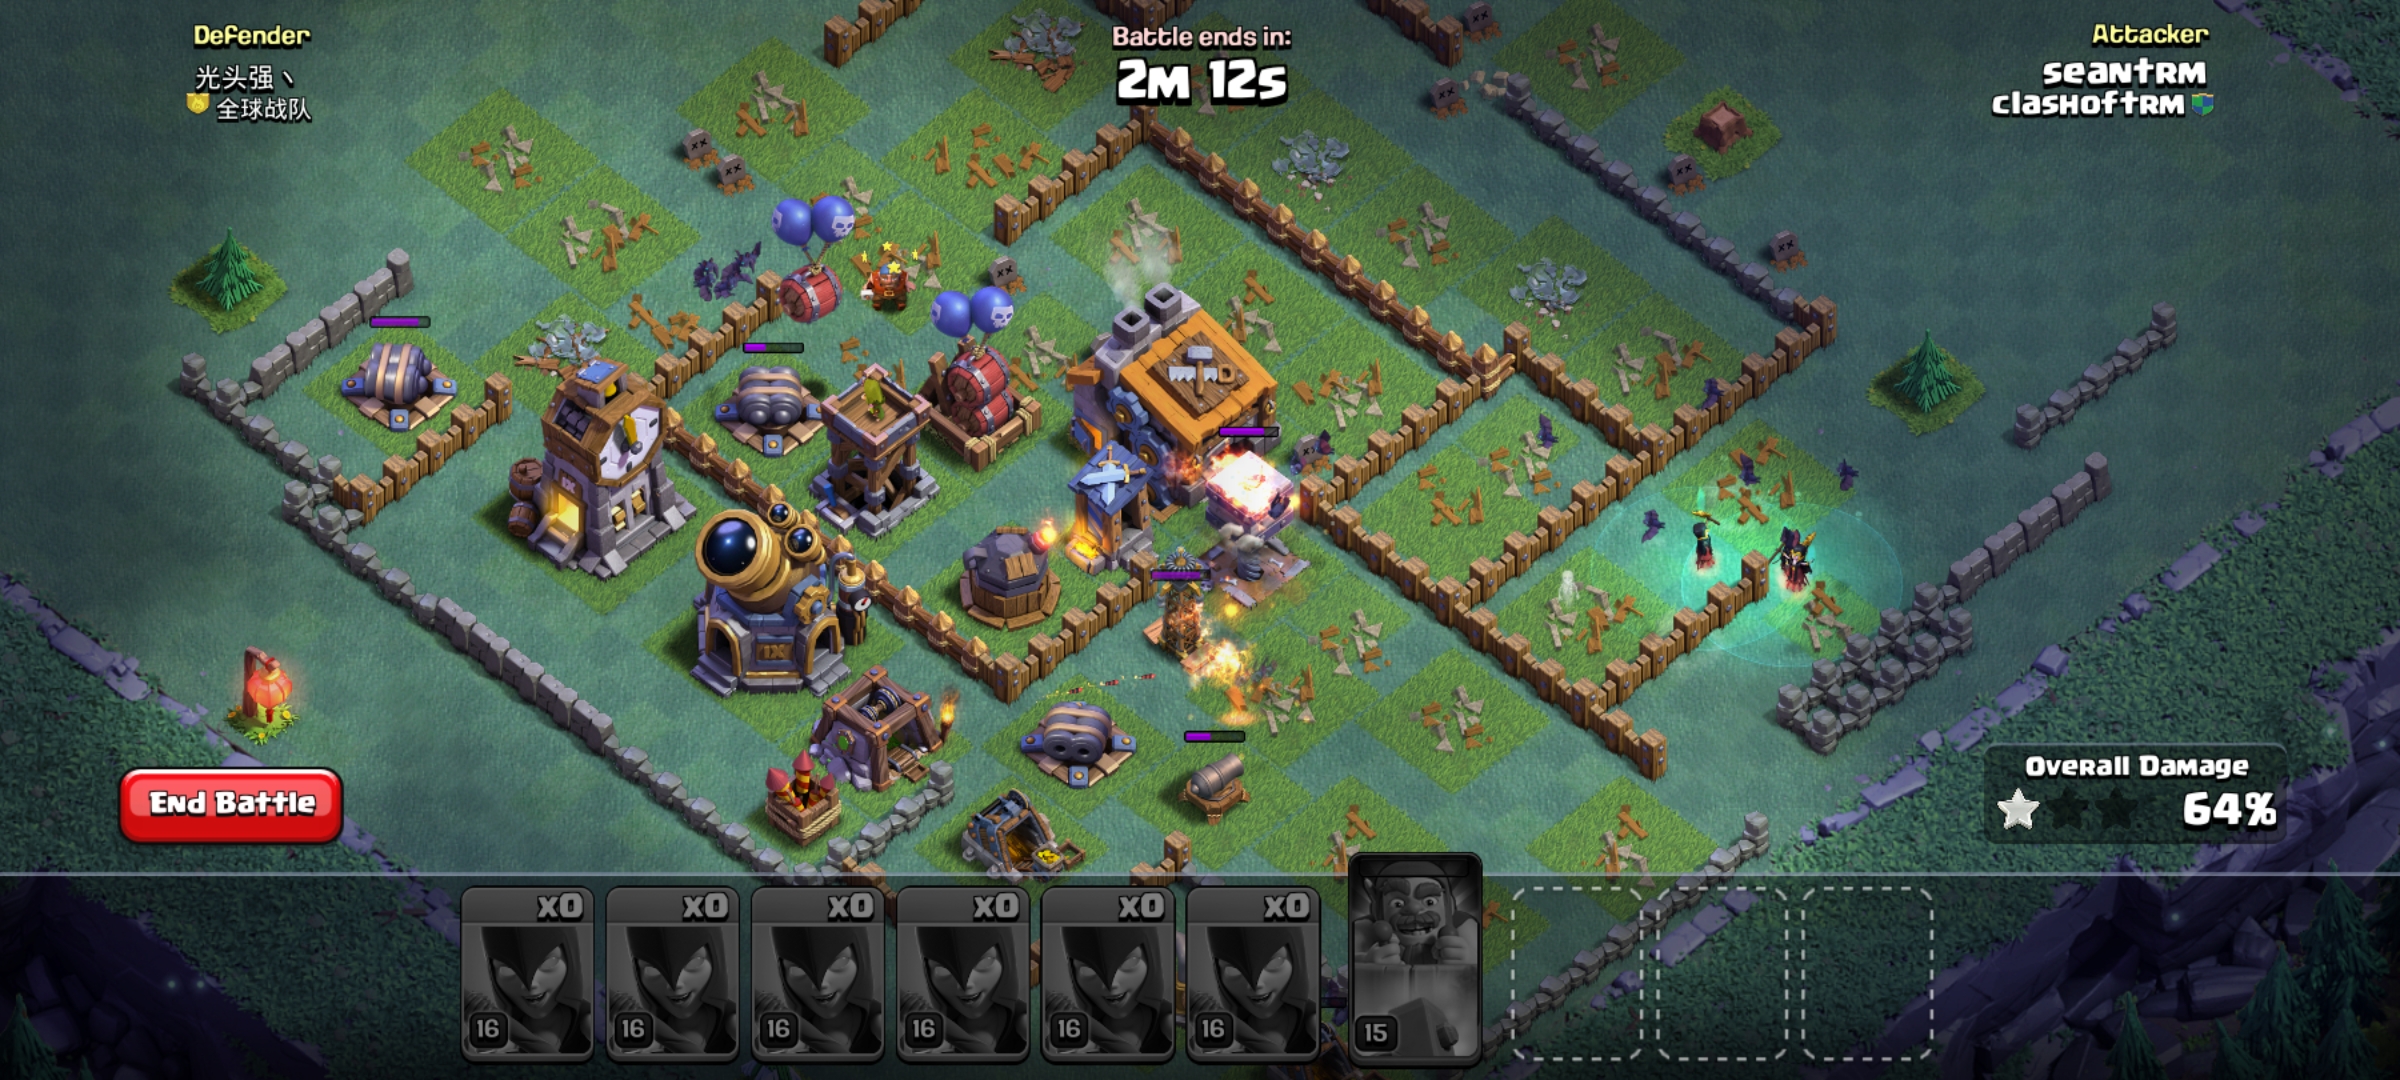 Defender
光头强丶
全球战队
Battle ends in:
2M 12s
Attacker
seantRM
clashoftRM
End Battle
Overall Damage
64%
x0
x0
x0
x0
x0
x0
16
16
16
16
16
16
15